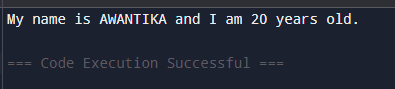 My name is AWANTIKA and I am 20 years old.
=== Code Execution Successful ===